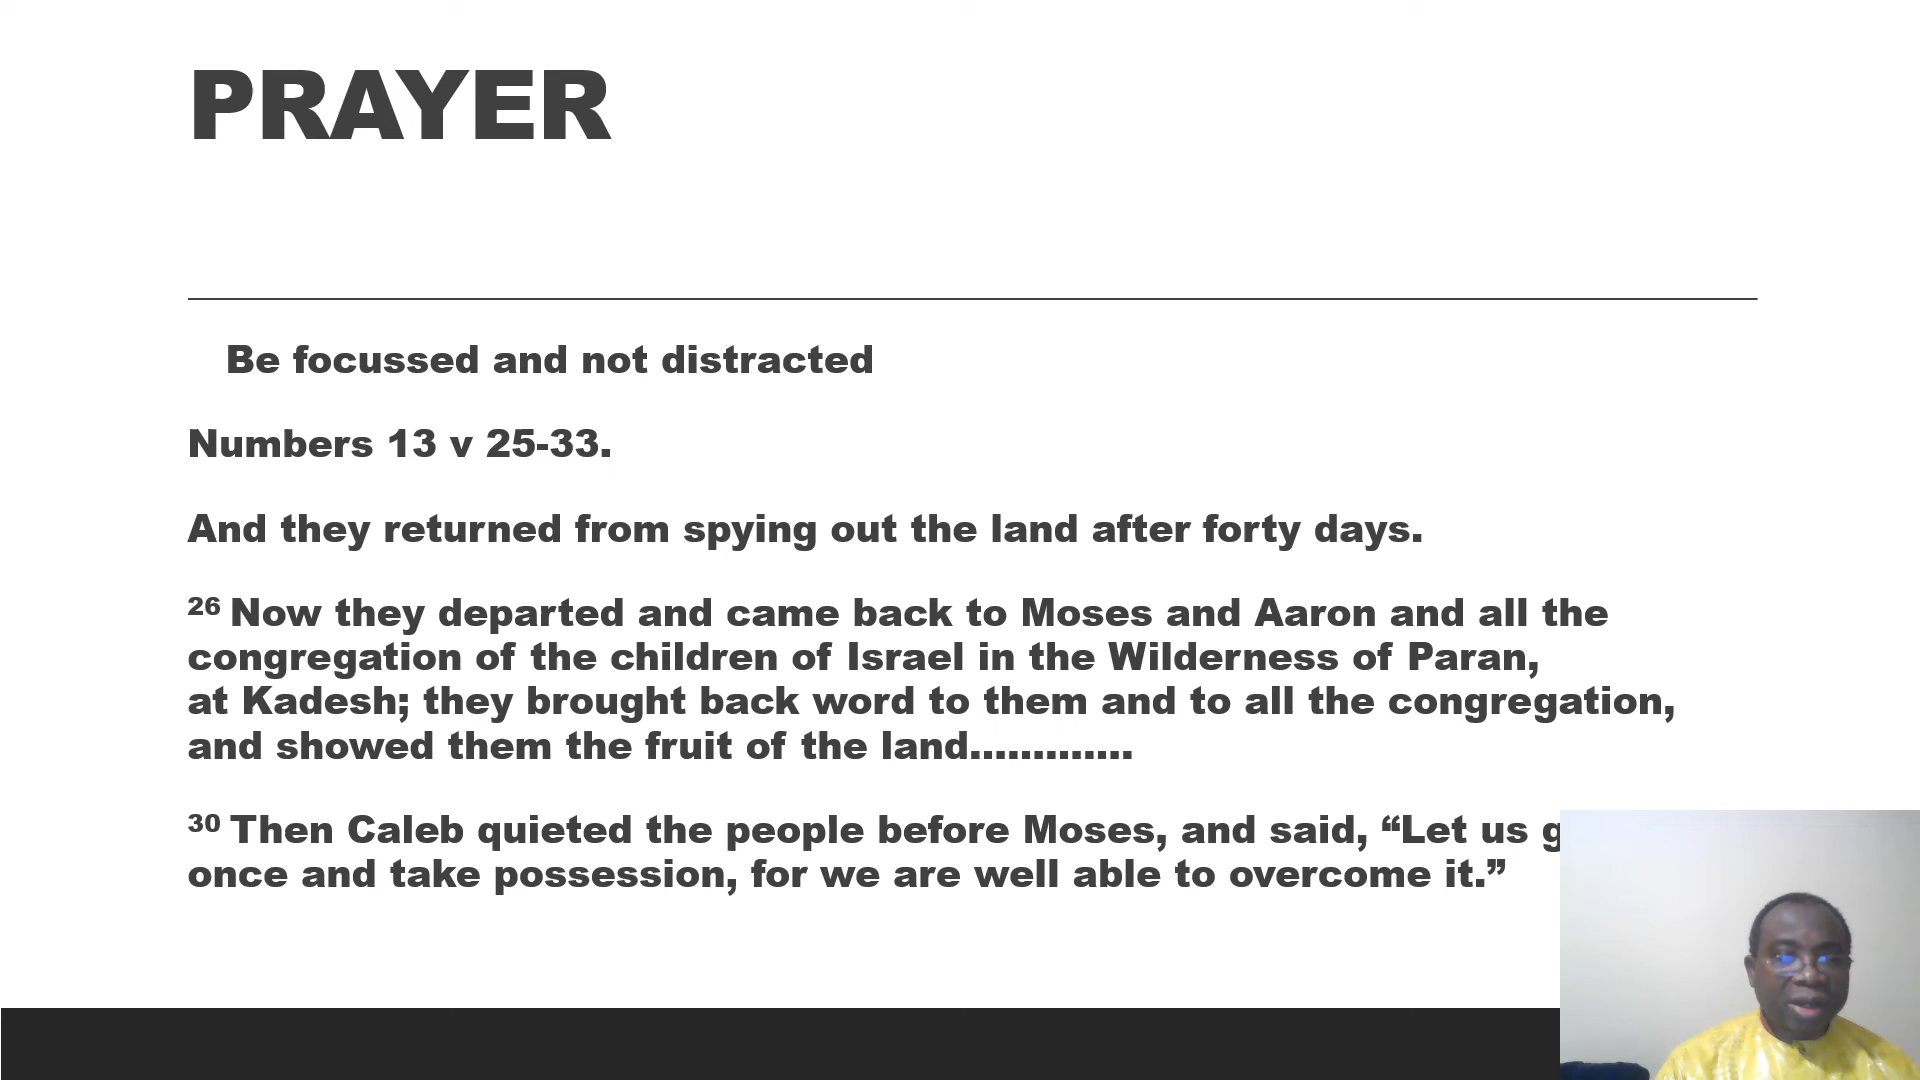 PRAYER
Be focussed and not distracted
Numbers 13 v 25-33.
And they returned from spying out the land after forty days.
26 Now they departed and came back to Moses and Aaron and all the
congregation of the children of Israel in the Wilderness of Paran,
at Kadesh; they brought back word to them and to all the congregation,
and showed them the fruit of the land.............
30 Then Caleb quieted the people before Moses, and said, “Let us
once and take possession, for we are well able to overcome it.”